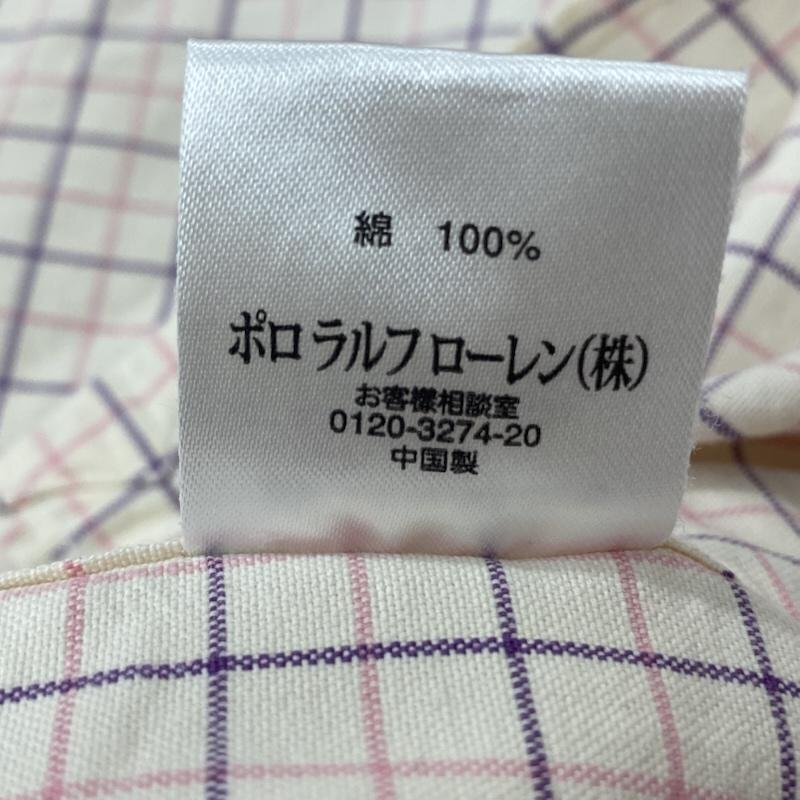 綿 100%
ポロ ラルフ ローレン(株)
お客様相談室
0120-3274-20
中国製